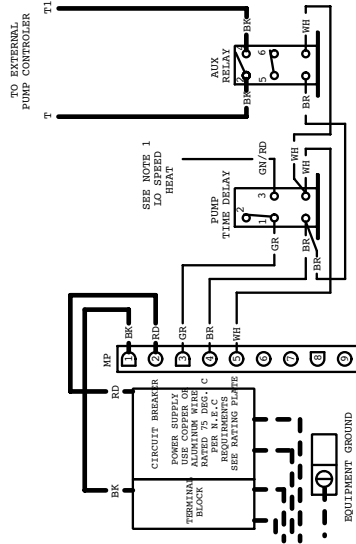 TO EXTERNAL
PUMP CONTROLER
T
T1
SEE NOTE 1
LO SPEED
HEAT
GN/RD
PUMP
TIME DELAY
AUX
RELAY
BK
BK
2
4
5
6
BR
WH
2
1
3
GR
BR
BR
WH
WH
MP
BK
RD
GR
BR
WH
1
2
3
4
5
6
7
8
9
BK
RD
TERMINAL
BLOCK
CIRCUIT BREAKER
POWER SUPPLY
USE COPPER OR
ALUMINUM WIRE
RATED 75 DEG. C
PER N.E.C
REQUIRMENTS
SEE RATING PLATE
EQUIPMENT GROUND